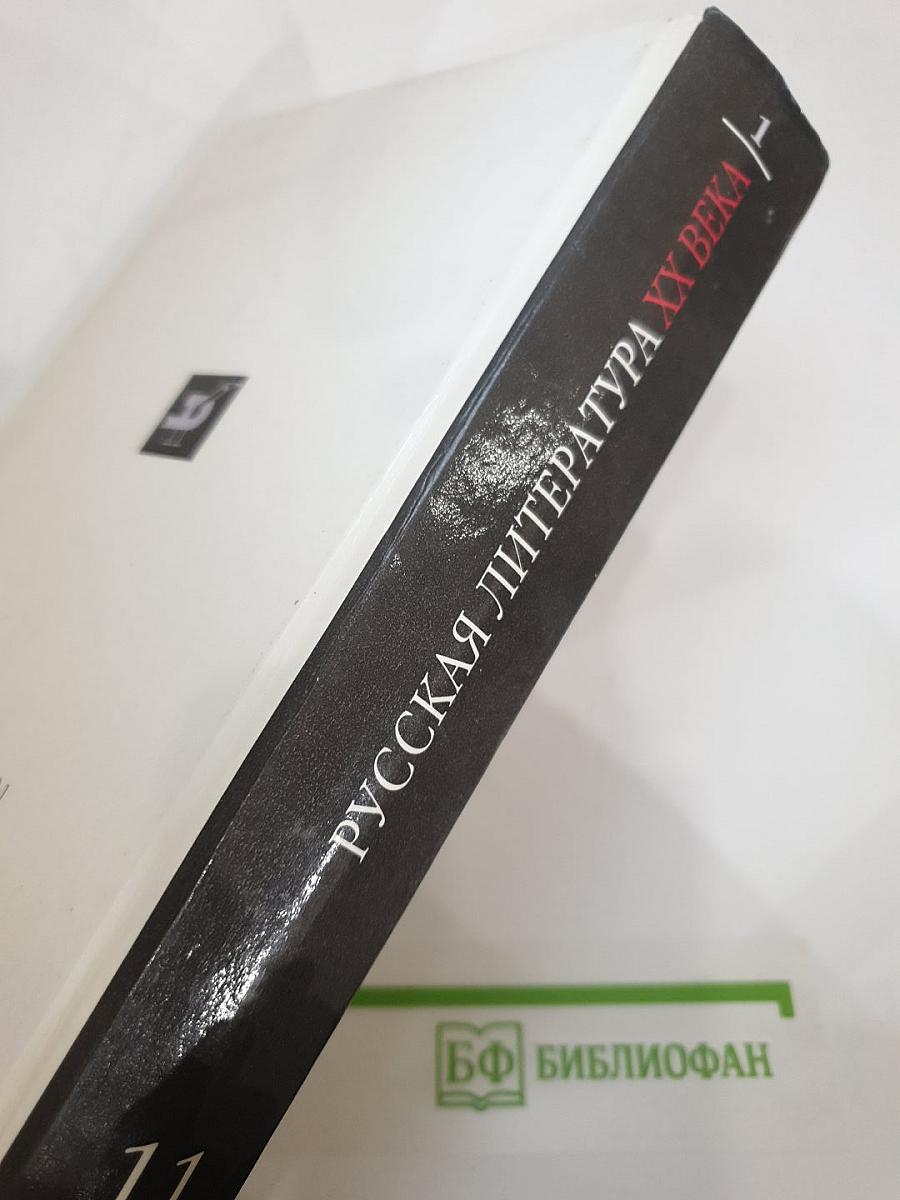 РУССКАЯ ЛИТЕРАТУРА XX ВЕКА / 1
11
БФ БИБЛИОФАН